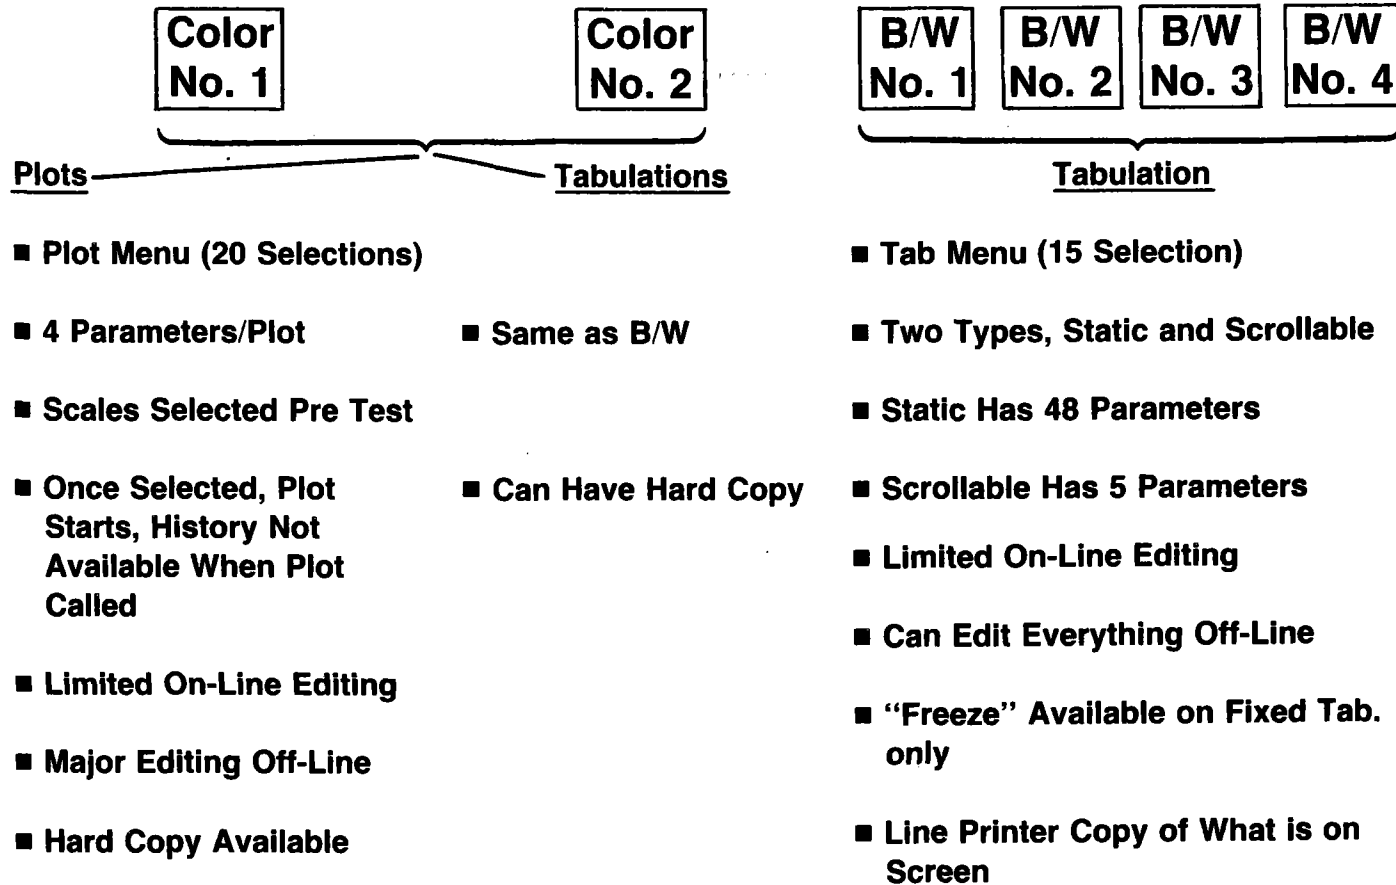 Color
No. 1
Color
No. 2
B/W
No. 1
B/W
No. 2
B/W
No. 3
B/W
No. 4
Plots
Tabulations
Tabulation
■ Plot Menu (20 Selections)
■ 4 Parameters/Plot
■ Scales Selected Pre Test
■ Once Selected, Plot
Starts, History Not
Available When Plot
Called
■ Limited On-Line Editing
■ Major Editing Off-Line
■ Hard Copy Available
■ Same as B/W
■ Can Have Hard Copy
■ Tab Menu (15 Selection)
■ Two Types, Static and Scrollable
■ Static Has 48 Parameters
■ Scrollable Has 5 Parameters
■ Limited On-Line Editing
■ Can Edit Everything Off-Line
■ “Freeze” Available on Fixed Tab.
only
■ Line Printer Copy of What is on
Screen